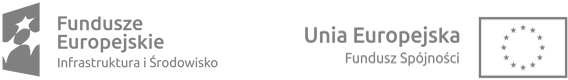 Fundusze
Europejskie
Infrastruktura i Środowisko
Unia Europejska
Fundusz Spójności